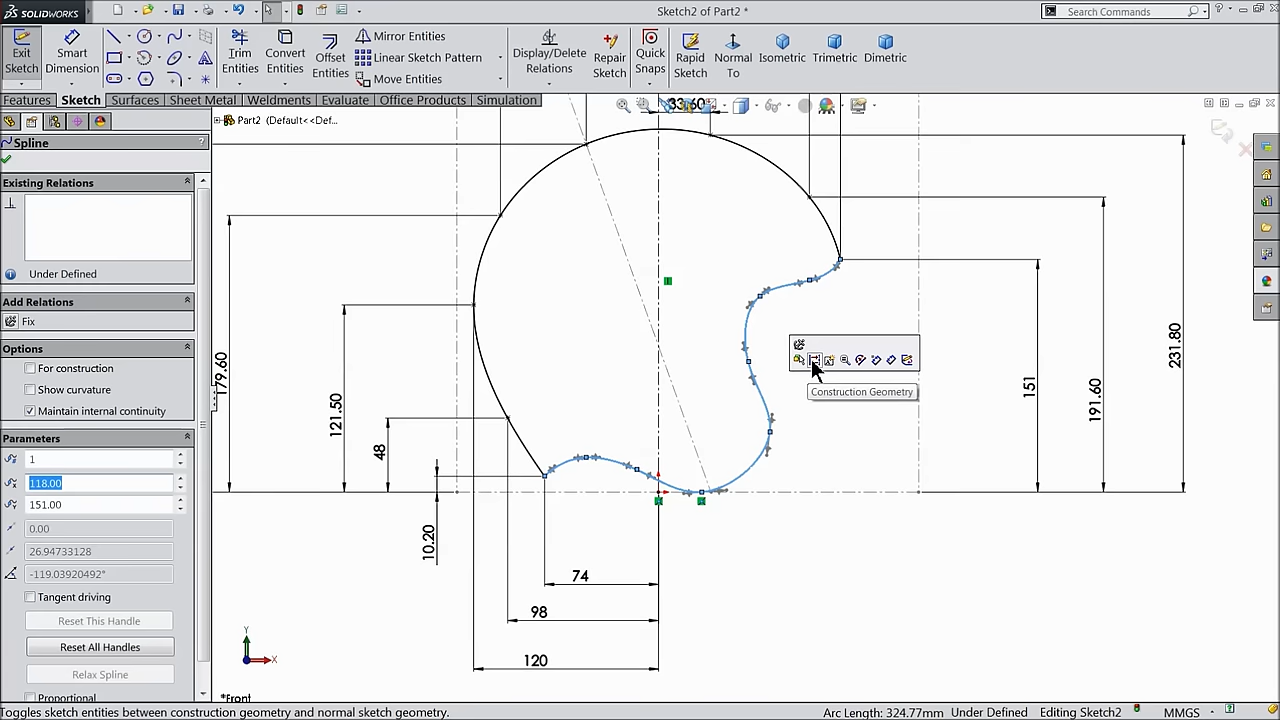 SOLIDWORKS
Sketch2 of Part2 *
Search Commands
Exit Sketch
Smart Dimension
Trim Entities
Convert Entities
Offset Entities
Mirror Entities
Linear Sketch Pattern
Move Entities
Display/Delete Relations
Repair Sketch
Quick Snaps
Rapid Sketch
Normal To
Isometric
Trimetric
Dimetric
Features
Sketch
Surfaces
Sheet Metal
Weldments
Evaluate
Office Products
Simulation
Part2 (Default<<Def...
Spline
?
Existing Relations
Under Defined
Add Relations
Fix
Options
For construction
Show curvature
Maintain internal continuity
Parameters
1
118.00
151.00
0.00
26.94733128
-119.03920492°
Tangent driving
Reset This Handle
Reset All Handles
Relax Spline
Proportional
33.60
179.60
121.50
48
10.20
74
98
120
151
191.60
231.80
Construction Geometry
Y
X
*Front
Toggles sketch entities between construction geometry and normal sketch geometry.
Arc Length: 324.77mm
Under Defined
Editing Sketch2
MMGS